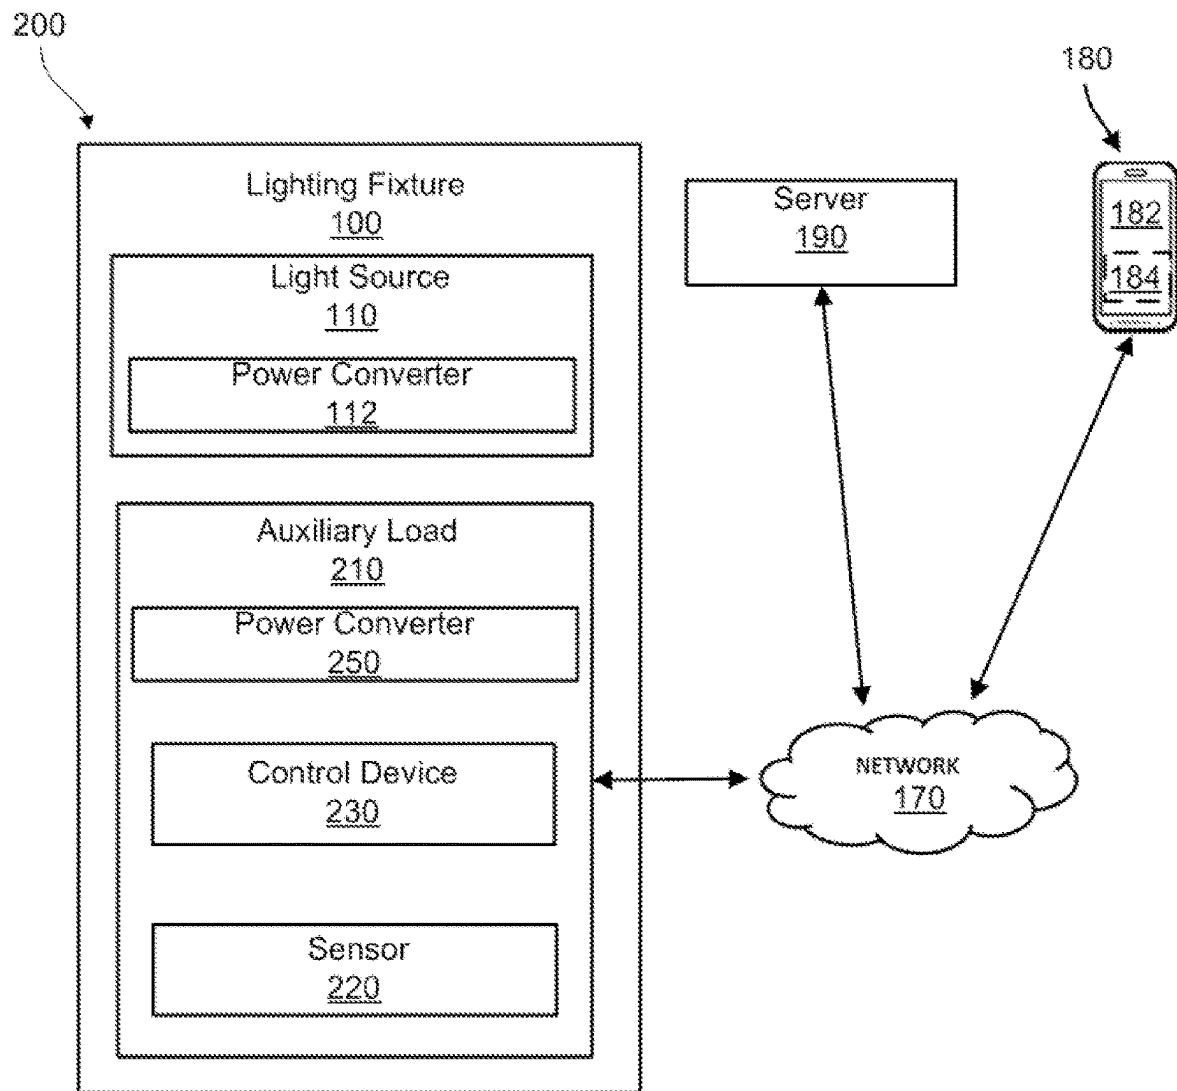 200
180
Lighting Fixture
100
Light Source
110
Power Converter
112
Server
190
182
184
Auxiliary Load
210
Power Converter
250
Control Device
230
Sensor
220
NETWORK
170